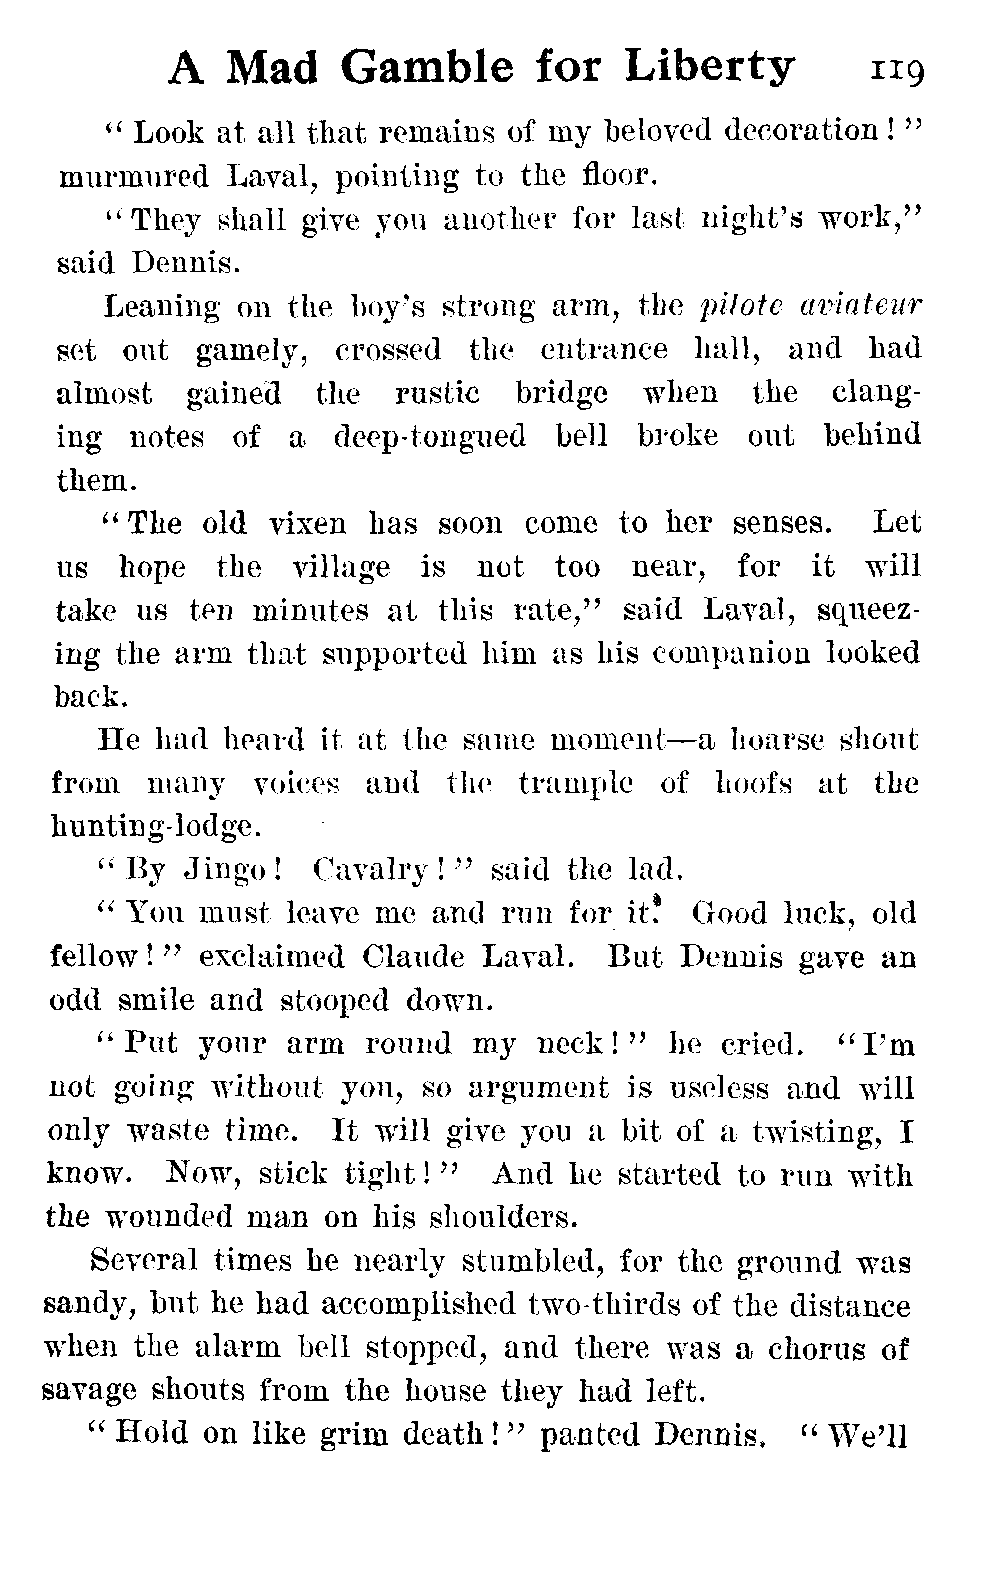 A Mad Gamble for Liberty 119
" Look at all that remains of my beloved decoration ! "
murmured Laval, pointing to the floor.
" They shall give you another for last night's work,"
said Dennis.
Leaning on the boy's strong arm, the pilote aviateur
set out gamely, crossed the entrance hall, and had
almost gained the rustic bridge when the clang-
ing notes of a deep-tongued bell broke out behind
them.
" The old vixen has soon come to her senses. Let
us hope the village is not too near, for it will
take us ten minutes at this rate," said Laval, squeez-
ing the arm that supported him as his companion looked
back.
He had heard it at the same moment—a hoarse shout
from many voices and the trample of hoofs at the
hunting-lodge.
" By Jingo ! Cavalry ! " said the lad.
" You must leave me and run for it. Good luck, old
fellow ! " exclaimed Claude Laval. But Dennis gave an
odd smile and stooped down.
" Put your arm round my neck ! " he cried. " I'm
not going without you, so argument is useless and will
only waste time. It will give you a bit of a twisting, I
know. Now, stick tight ! " And he started to run with
the wounded man on his shoulders.
Several times he nearly stumbled, for the ground was
sandy, but he had accomplished two-thirds of the distance
when the alarm bell stopped, and there was a chorus of
savage shouts from the house they had left.
" Hold on like grim death ! " panted Dennis. " We'll